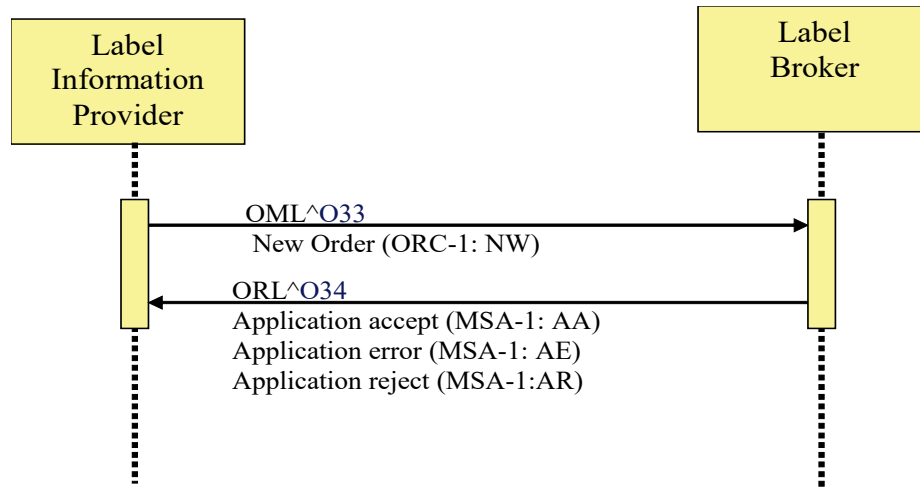 Label
Information
Provider
Label
Broker
OML^O33
New Order (ORC-1: NW)
ORL^O34
Application accept (MSA-1: AA)
Application error (MSA-1: AE)
Application reject (MSA-1:AR)